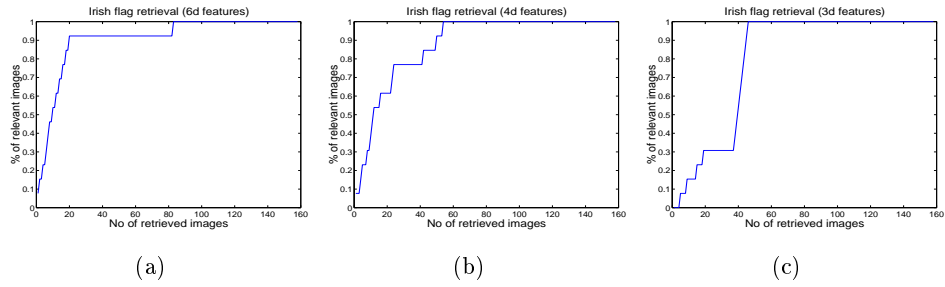 Irish flag retrieval (6d features)
1
0.9
0.8
0.7
0.6
0.5
0.4
0.3
0.2
0.1
0
% of relevant images
0 20 40 60 80 100 120 140 160
No of retrieved images
(a)
Irish flag retrieval (4d features)
1
0.9
0.8
0.7
0.6
0.5
0.4
0.3
0.2
0.1
0
% of relevant images
0 20 40 60 80 100 120 140 160
No of retrieved images
(b)
Irish flag retrieval (3d features)
1
0.9
0.8
0.7
0.6
0.5
0.4
0.3
0.2
0.1
0
% of relevant images
0 20 40 60 80 100 120 140 160
No of retrieved images
(c)